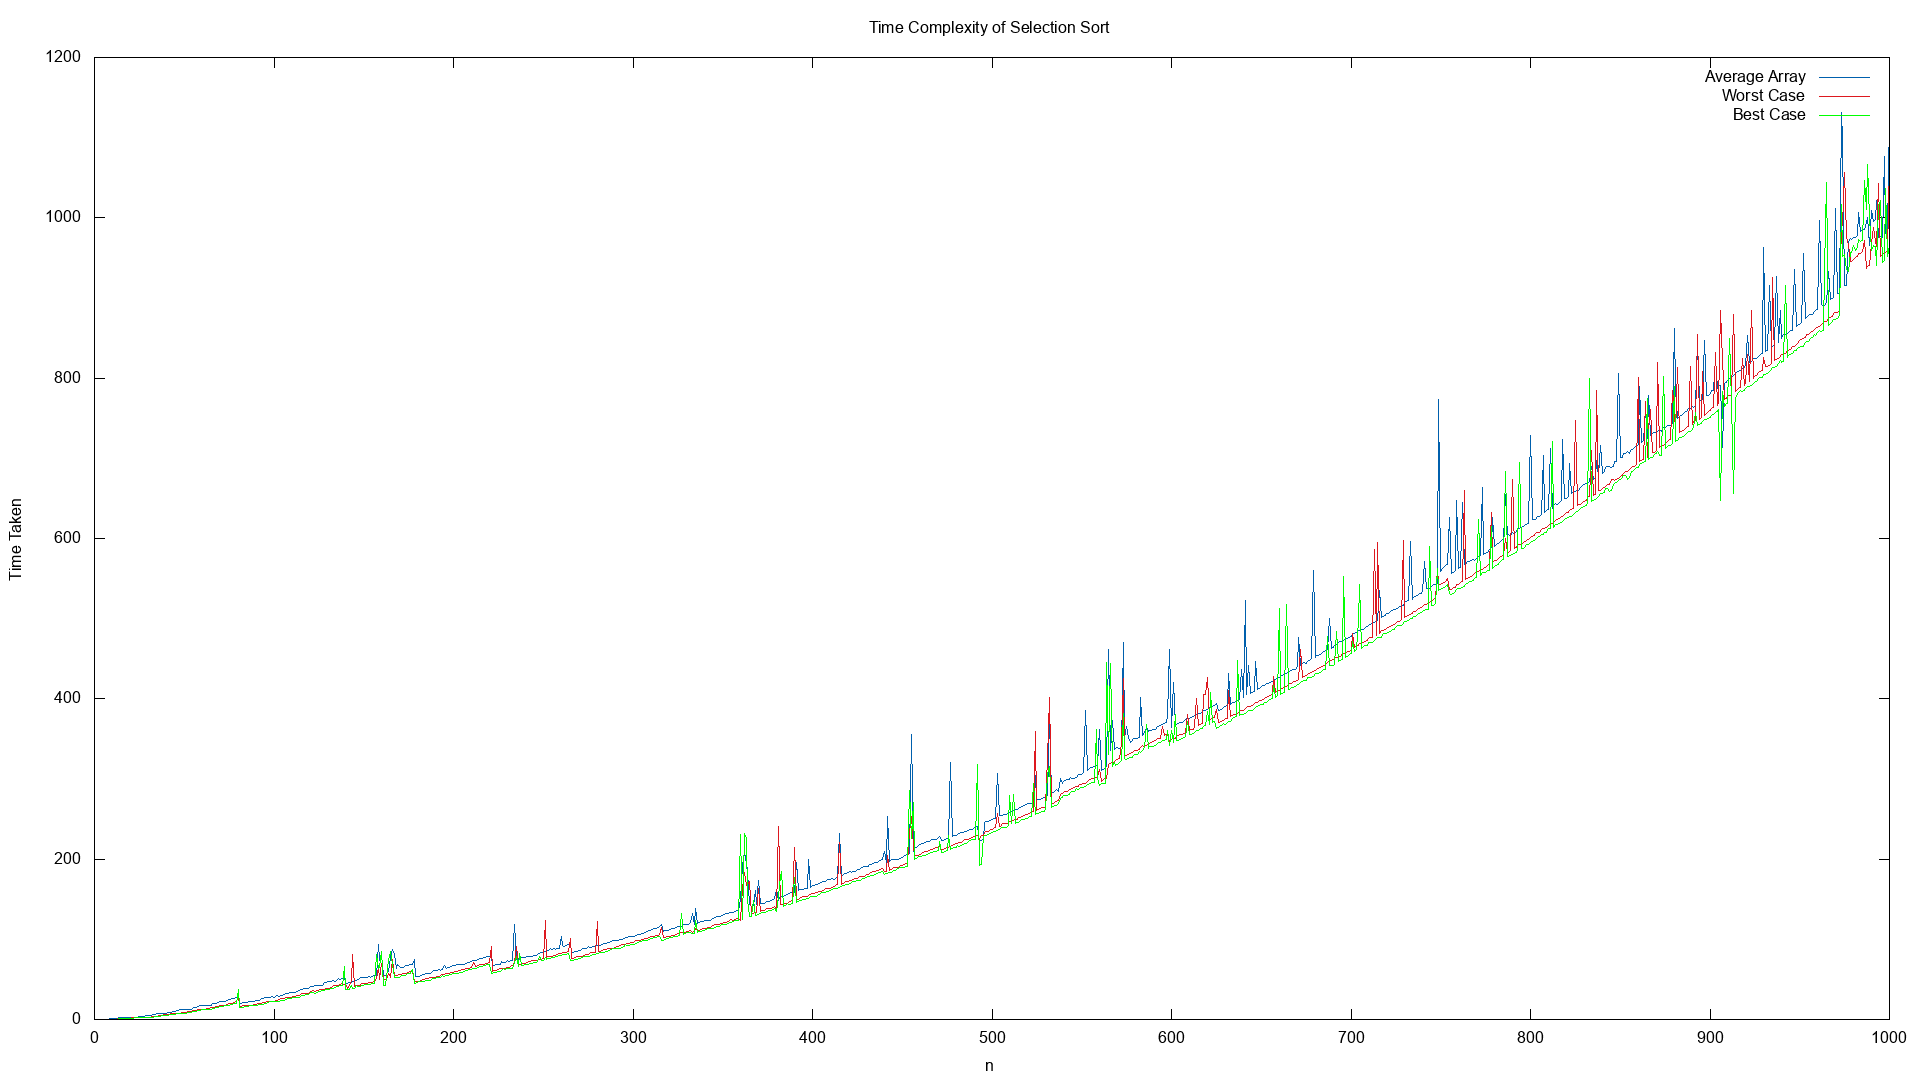 Time Complexity of Selection Sort
1200
1000
800
600
400
200
0
Time Taken
Average Array
Worst Case
Best Case
0 100 200 300 400 500 600 700 800 900 1000
n